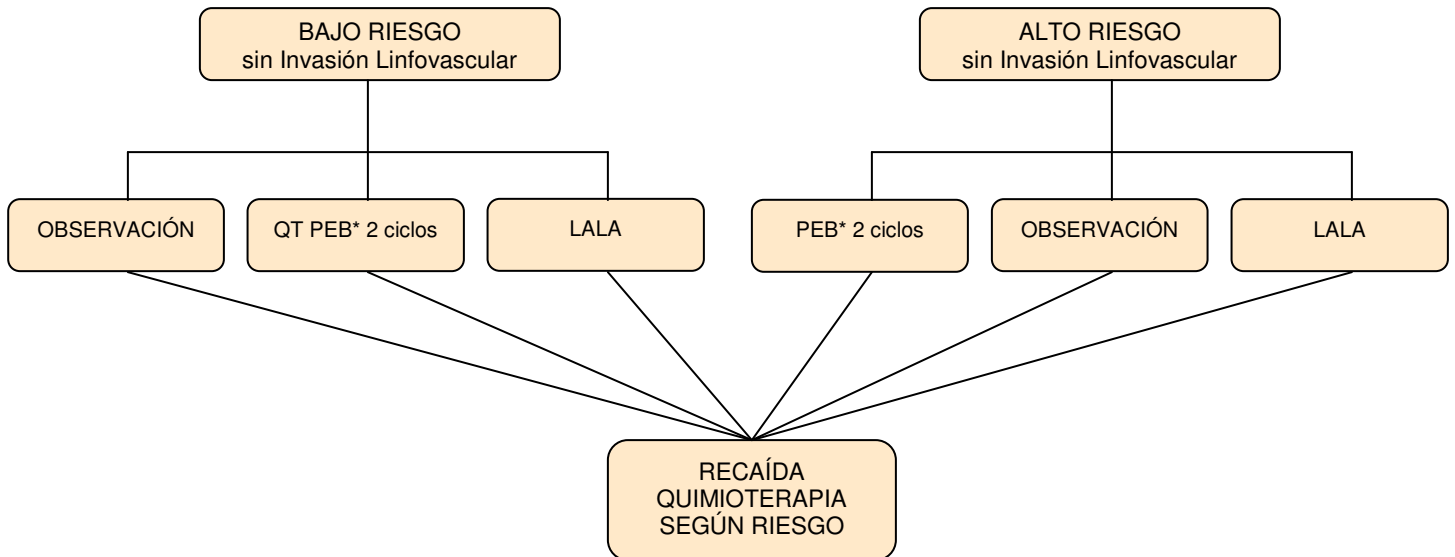 BAJO RIESGO
sin Invasión Linfovascular
ALTO RIESGO
sin Invasión Linfovascular
OBSERVACIÓN
QT PEB* 2 ciclos
LALA
PEB* 2 ciclos
OBSERVACIÓN
LALA
RECAÍDA
QUIMIOTERAPIA
SEGÚN RIESGO